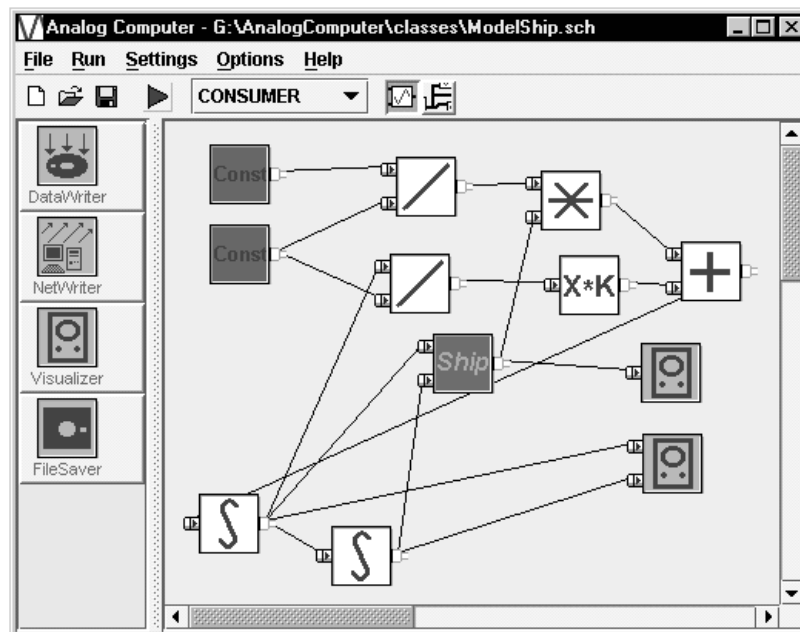 Analog Computer - G:\AnalogComputer\classes\ModelShip.sch
File Run Settings Options Help
CONSUMER
DataWriter
NetWriter
Visualizer
FileSaver
Const
Const
X*K
Ship